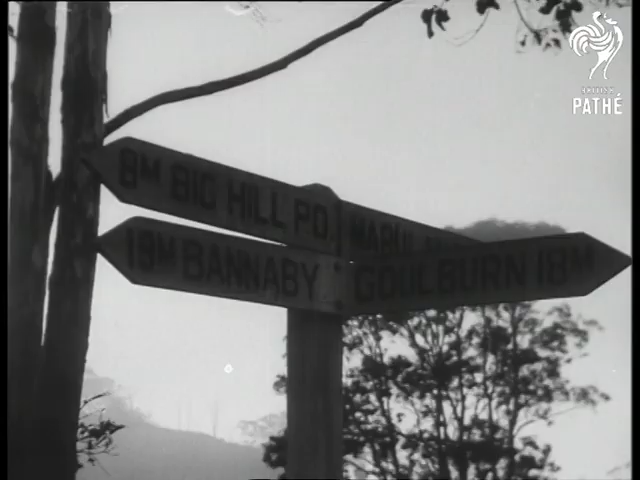 8M BIG HILL P.O.
19M BANNABY
GOULBURN 18M
BRITISH
PATHÉ